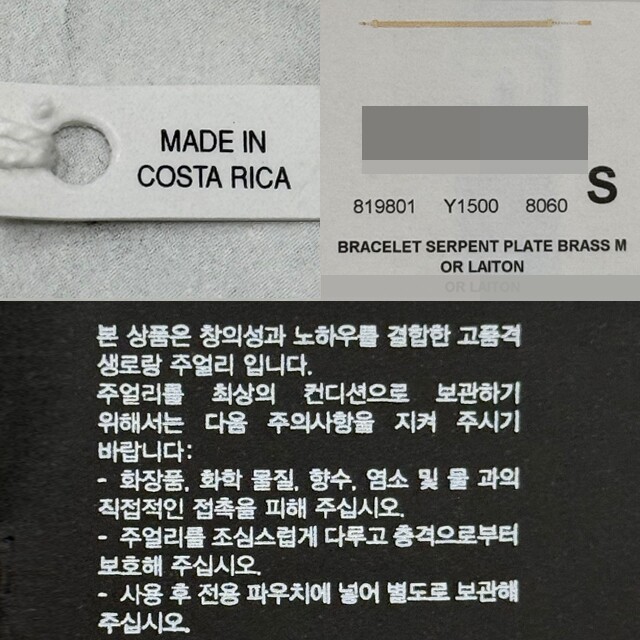 MADE IN
COSTA RICA
819801 Y1500 8060 S
BRACELET SERPENT PLATE BRASS M
OR LAITON
OR LAITON
본 상품은 창의성과 노하우를 결합한 고품격
생로랑 주얼리 입니다.
주얼리를 최상의 컨디션으로 보관하기
위해서는 다음 주의사항을 지켜 주시기
바랍니다:
- 화장품, 화학 물질, 향수, 염소 및 물 과의
직접적인 접촉을 피해 주십시오.
- 주얼리를 조심스럽게 다루고 충격으로부터
보호해 주십시오.
- 사용 후 전용 파우치에 넣어 별도로 보관해
주십시오.